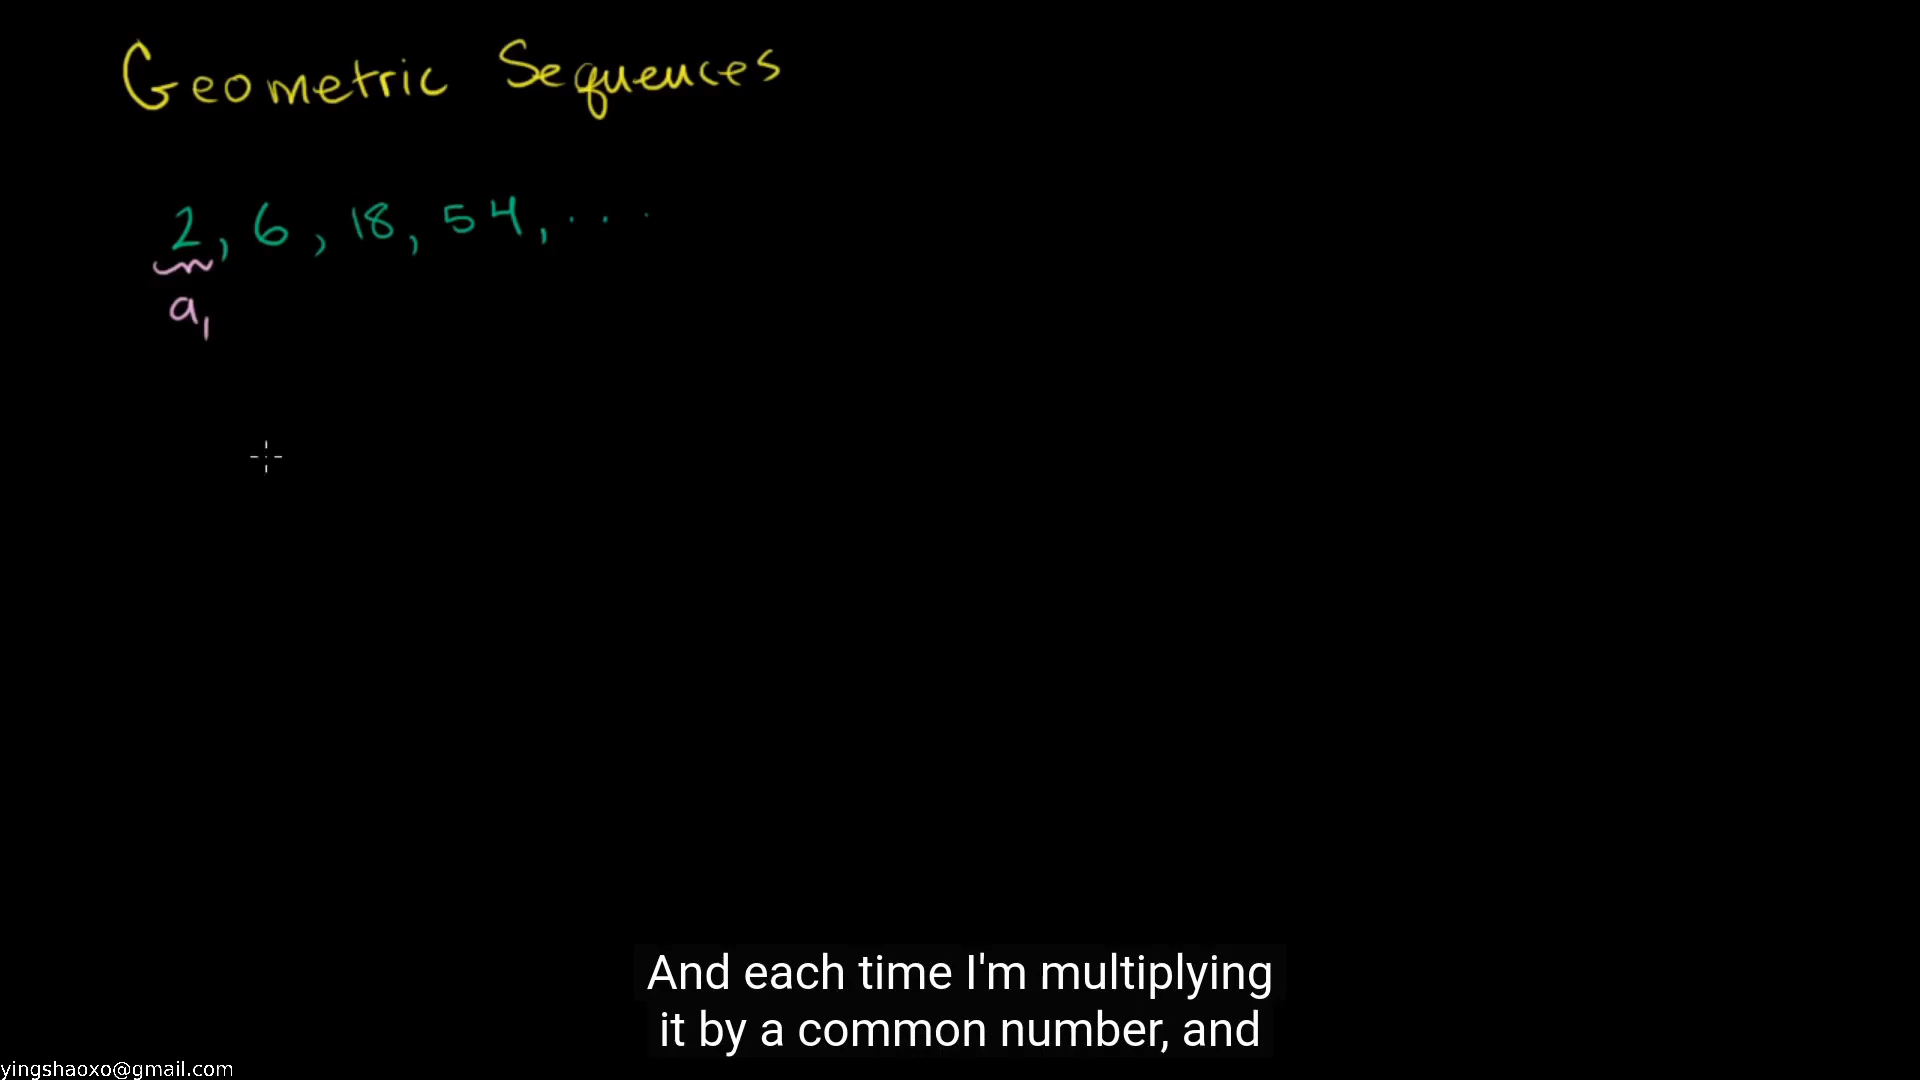 Geometric Sequences
2, 6, 18, 54, ...
a₁
And each time I'm multiplying
it by a common number, and
yingshaoxo@gmail.com